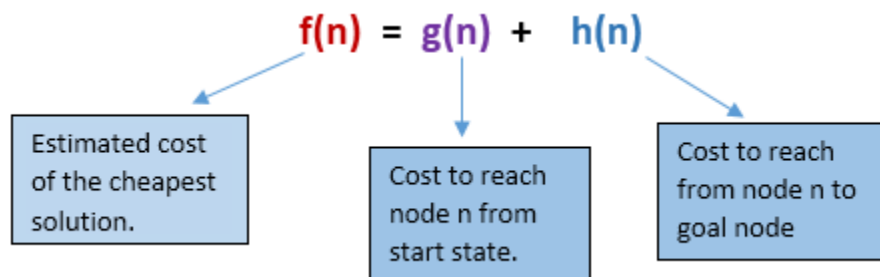 f(n) = g(n) + h(n)
Estimated cost
of the cheapest
solution.
Cost to reach
node n from
start state.
Cost to reach
from node n to
goal node